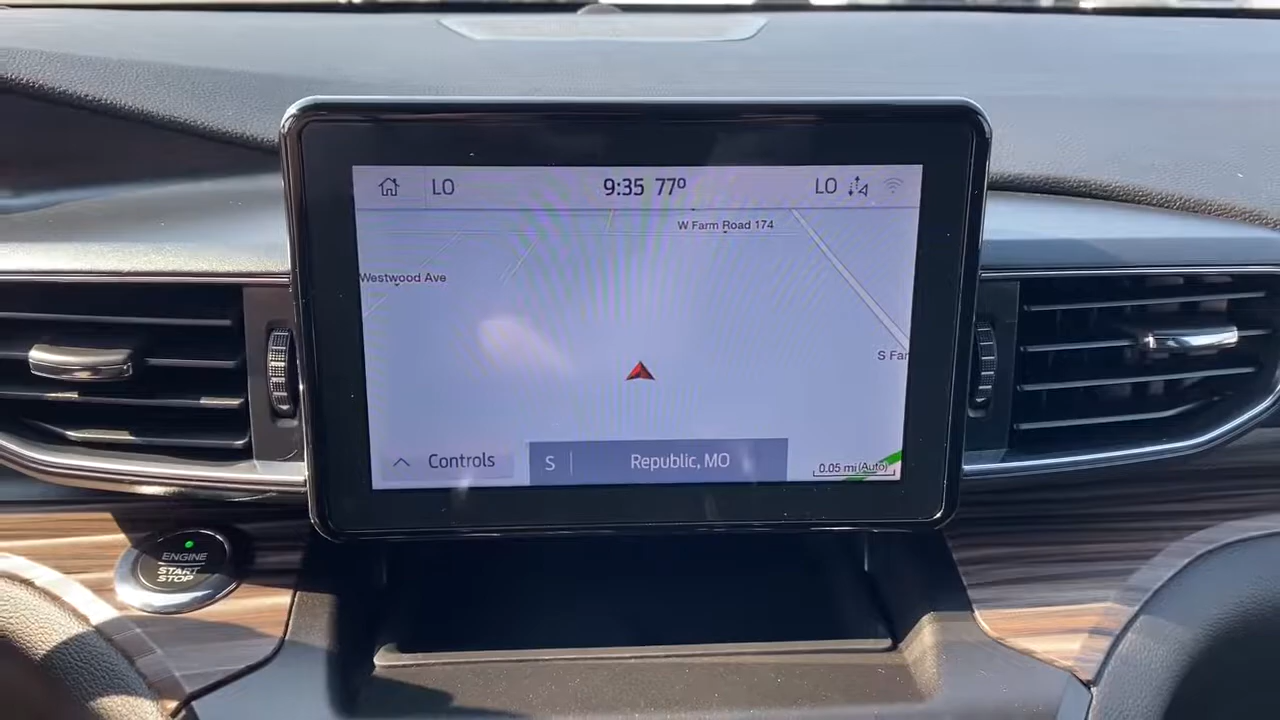 LO 9:35 77° LO
W Farm Road 174
Westwood Ave
S Far
Controls S Republic, MO 0.05 mi(Auto)
ENGINE
START
STOP